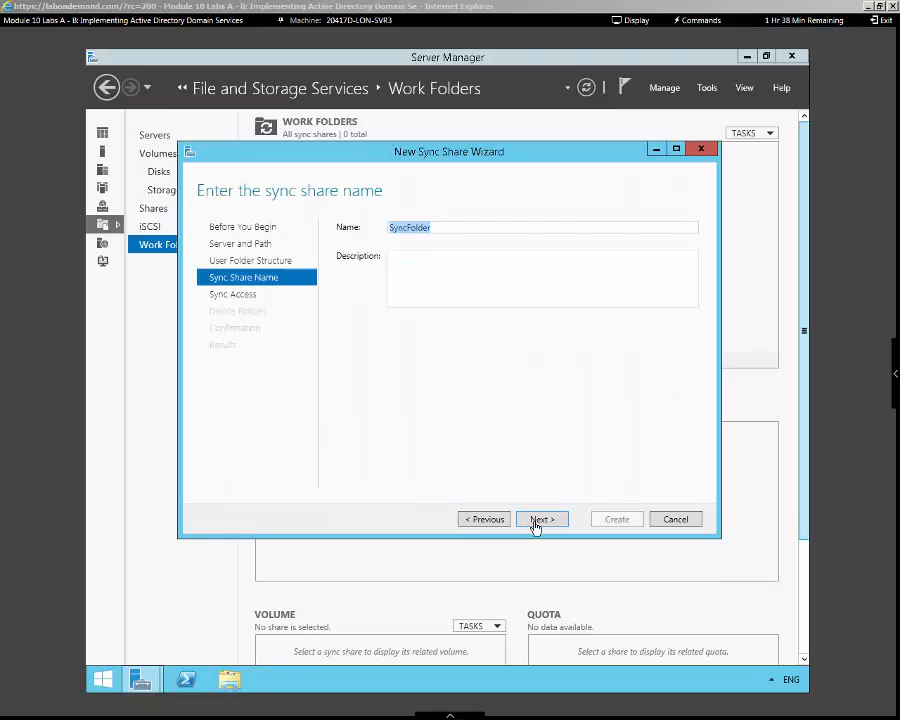 https://labondemand.com/?rc=200 - Module 10 Labs A - B: Implementing Active Directory Domain Se - Internet Explorer
Module 10 Labs A - B: Implementing Active Directory Domain Services
Machine: 20417D-LON-SVR3
Display
Commands
1 Hr 38 Min Remaining
Exit
Server Manager
File and Storage Services
Work Folders
Manage
Tools
View
Help
WORK FOLDERS
All sync shares | 0 total
TASKS
Servers
Volumes
Disks
Storag
Shares
iSCSI
Work Fol
New Sync Share Wizard
Enter the sync share name
Before You Begin
Server and Path
User Folder Structure
Sync Share Name
Sync Access
Device Policies
Confirmation
Results
Name:
SyncFolder
Description:
< Previous
Next >
Create
Cancel
VOLUME
No share is selected.
TASKS
Select a sync share to display its related volume.
QUOTA
No data available.
Select a share to display its related quota.
ENG